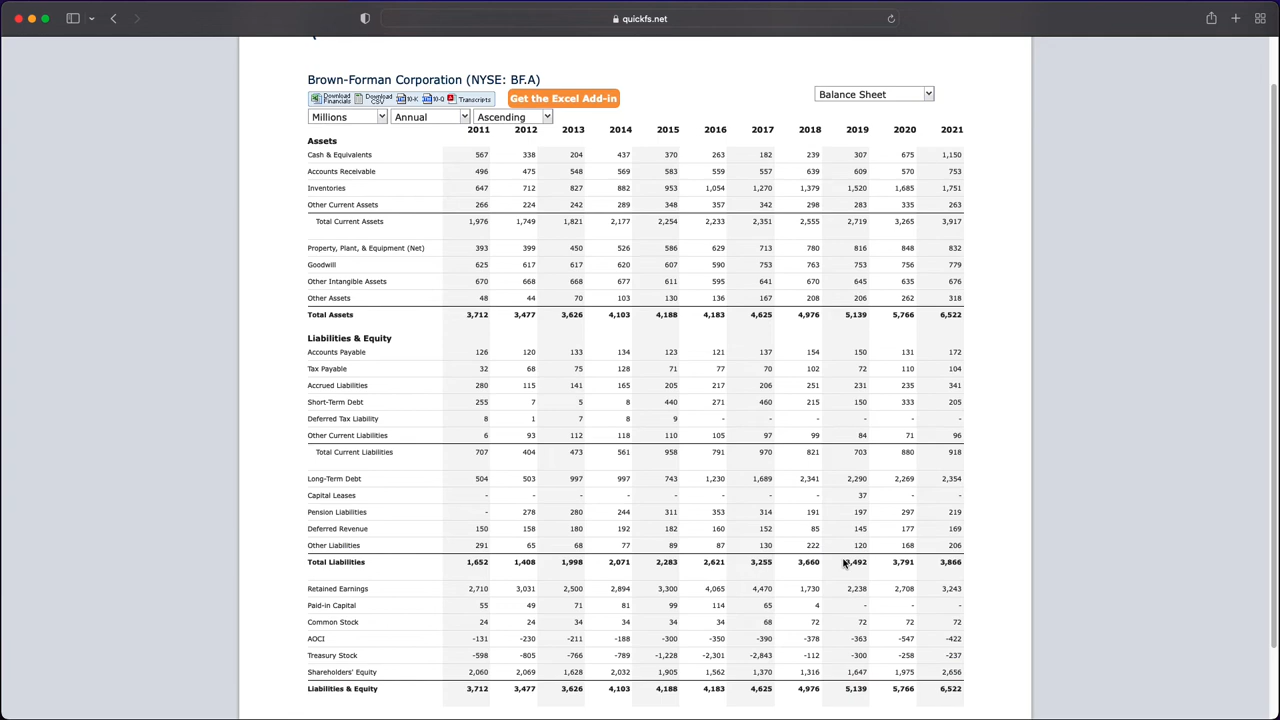 quickfs.net
Brown-Forman Corporation (NYSE: BF.A)
Download Financials Download CSV 10-K 10-Q Transcripts Get the Excel Add-in Balance Sheet
Millions Annual Ascending
2011 2012 2013 2014 2015 2016 2017 2018 2019 2020 2021
Assets
Cash & Equivalents 567 338 204 437 370 263 182 239 307 675 1,150
Accounts Receivable 496 475 548 569 583 559 557 639 609 570 753
Inventories 647 712 827 882 953 1,054 1,270 1,379 1,520 1,685 1,751
Other Current Assets 266 224 242 289 348 357 342 298 283 335 263
Total Current Assets 1,976 1,749 1,821 2,177 2,254 2,233 2,351 2,555 2,719 3,265 3,917
Property, Plant, & Equipment (Net) 393 399 450 526 586 629 713 780 816 848 832
Goodwill 625 617 617 620 607 590 753 763 753 756 779
Other Intangible Assets 670 668 668 677 611 595 641 670 645 635 676
Other Assets 48 44 70 103 130 136 167 208 206 262 318
Total Assets 3,712 3,477 3,626 4,103 4,188 4,183 4,625 4,976 5,139 5,766 6,522
Liabilities & Equity
Accounts Payable 126 120 133 134 123 121 137 154 150 131 172
Tax Payable 32 68 75 128 71 77 70 102 72 110 104
Accrued Liabilities 280 115 141 165 205 217 206 251 231 235 341
Short-Term Debt 255 7 5 8 440 271 460 215 150 333 205
Deferred Tax Liability 8 1 7 8 9 - - - - - -
Other Current Liabilities 6 93 112 118 110 105 97 99 84 71 96
Total Current Liabilities 707 404 473 561 958 791 970 821 703 880 918
Long-Term Debt 504 503 997 997 743 1,230 1,689 2,341 2,290 2,269 2,354
Capital Leases - - - - - - - - 37 - -
Pension Liabilities - 278 280 244 311 353 314 191 197 297 219
Deferred Revenue 150 158 180 192 182 160 152 85 145 177 169
Other Liabilities 291 65 68 77 89 87 130 222 120 168 206
Total Liabilities 1,652 1,408 1,998 2,071 2,283 2,621 3,255 3,660 3,492 3,791 3,866
Retained Earnings 2,710 3,031 2,500 2,894 3,300 4,065 4,470 1,730 2,238 2,708 3,243
Paid-in Capital 55 49 71 81 99 114 65 4 - - -
Common Stock 24 24 34 34 34 34 68 72 72 72 72
AOCI -131 -230 -211 -188 -300 -350 -390 -378 -363 -547 -422
Treasury Stock -598 -805 -766 -789 -1,228 -2,301 -2,843 -112 -300 -258 -237
Shareholders' Equity 2,060 2,069 1,628 2,032 1,905 1,562 1,370 1,316 1,647 1,975 2,656
Liabilities & Equity 3,712 3,477 3,626 4,103 4,188 4,183 4,625 4,976 5,139 5,766 6,522